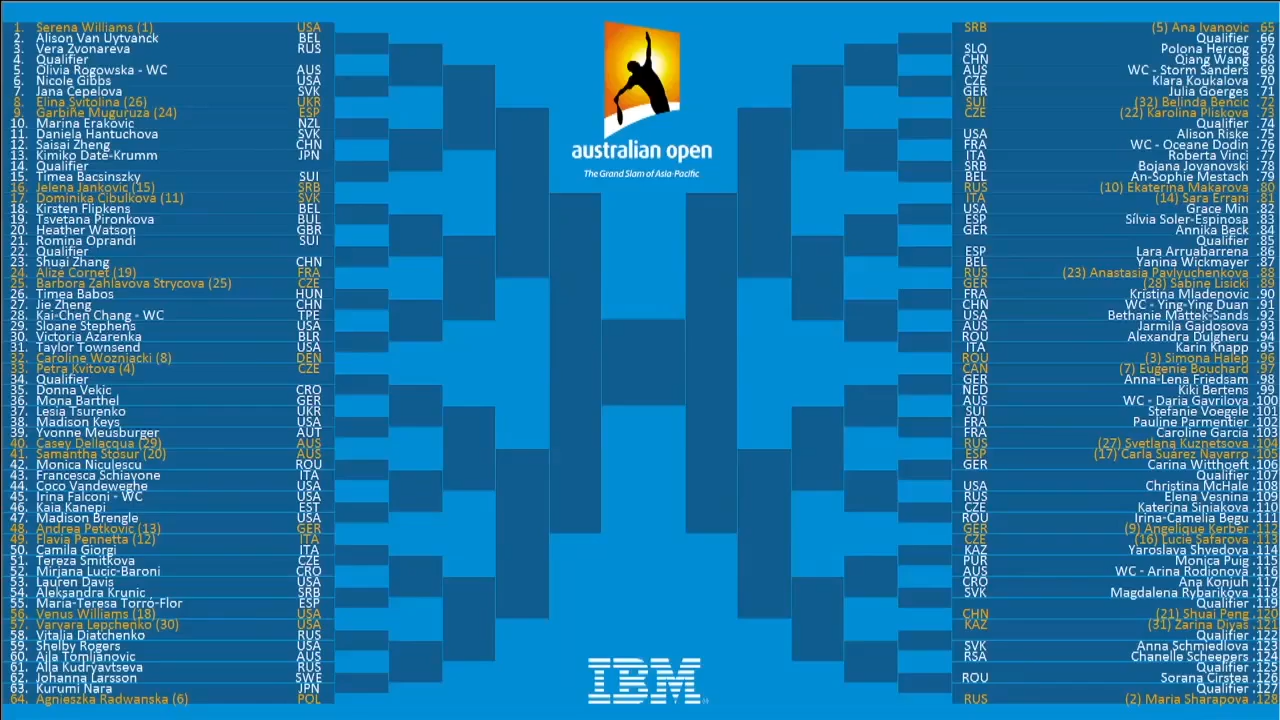 1. Serena Williams (1) USA
2. Alison Van Uytvanck BEL
3. Vera Zvonareva RUS
4. Qualifier
5. Olivia Rogowska - WC AUS
6. Nicole Gibbs USA
7. Jana Cepelova SVK
8. Elina Svitolina (26) UKR
9. Garbiñe Muguruza (24) ESP
10. Marina Erakovic NZL
11. Daniela Hantuchova SVK
12. Saisai Zheng CHN
13. Kimiko Date-Krumm JPN
14. Qualifier
15. Timea Bacsinszky SUI
16. Jelena Jankovic (15) SRB
17. Dominika Cibulkova (11) SVK
18. Kirsten Flipkens BEL
19. Tsvetana Pironkova BUL
20. Heather Watson GBR
21. Romina Oprandi SUI
22. Qualifier
23. Shuai Zhang CHN
24. Alizé Cornet (19) FRA
25. Barbora Zahlavova Strycova (25) CZE
26. Timea Babos HUN
27. Jie Zheng CHN
28. Kai-Chen Chang - WC TPE
29. Sloane Stephens USA
30. Victoria Azarenka BLR
31. Taylor Townsend USA
32. Caroline Wozniacki (8) DEN
33. Petra Kvitova (4) CZE
34. Qualifier
35. Donna Vekic CRO
36. Mona Barthel GER
37. Lesia Tsurenko UKR
38. Madison Keys USA
39. Yvonne Meusburger AUT
40. Casey Dellacqua (29) AUS
41. Samantha Stosur (20) AUS
42. Monica Niculescu ROU
43. Francesca Schiavone ITA
44. Coco Vandeweghe USA
45. Irina Falconi - WC USA
46. Kaia Kanepi EST
47. Madison Brengle USA
48. Andrea Petkovic (13) GER
49. Flavia Pennetta (12) ITA
50. Camila Giorgi ITA
51. Tereza Smitkova CZE
52. Mirjana Lucic-Baroni CRO
53. Lauren Davis USA
54. Aleksandra Krunic SRB
55. María-Teresa Torró-Flor ESP
56. Venus Williams (18) USA
57. Varvara Lepchenko (30) USA
58. Vitalia Diatchenko RUS
59. Shelby Rogers USA
60. Ajla Tomljanovic AUS
61. Alla Kudryavtseva RUS
62. Johanna Larsson SWE
63. Kurumi Nara JPN
64. Agnieszka Radwanska (6) POL
australian open
The Grand Slam of Asia-Pacific
IBM
SRB (5) Ana Ivanovic .65
Qualifier .66
SLO Polona Hercog .67
CHN Qiang Wang .68
AUS WC - Storm Sanders .69
CZE Klara Koukalova .70
GER Julia Goerges .71
SUI (32) Belinda Bencic .72
CZE (22) Karolina Pliskova .73
Qualifier .74
USA Alison Riske .75
FRA WC - Oceane Dodin .76
ITA Roberta Vinci .77
SRB Bojana Jovanovski .78
BEL An-Sophie Mestach .79
RUS (10) Ekaterina Makarova .80
ITA (14) Sara Errani .81
USA Grace Min .82
ESP Sílvia Soler-Espinosa .83
GER Annika Beck .84
Qualifier .85
ESP Lara Arruabarrena .86
BEL Yanina Wickmayer .87
RUS (23) Anastasia Pavlyuchenkova .88
GER (28) Sabine Lisicki .89
FRA Kristina Mladenovic .90
CHN WC - Ying-Ying Duan .91
USA Bethanie Mattek-Sands .92
AUS Jarmila Gajdosova .93
ROU Alexandra Dulgheru .94
ITA Karin Knapp .95
ROU (3) Simona Halep .96
CAN (7) Eugenie Bouchard .97
GER Anna-Lena Friedsam .98
NED Kiki Bertens .99
AUS WC - Daria Gavrilova .100
SUI Stefanie Voegele .101
FRA Pauline Parmentier .102
FRA Caroline Garcia .103
RUS (27) Svetlana Kuznetsova .104
ESP (17) Carla Suárez Navarro .105
GER Carina Witthoeft .106
Qualifier .107
USA Christina McHale .108
RUS Elena Vesnina .109
CZE Katerina Siniakova .110
ROU Irina-Camelia Begu .111
GER (9) Angelique Kerber .112
CZE (16) Lucie Safarova .113
KAZ Yaroslava Shvedova .114
PUR Monica Puig .115
AUS WC - Arina Rodionova .116
CRO Ana Konjuh .117
SVK Magdalena Rybarikova .118
Qualifier .119
CHN (21) Shuai Peng .120
KAZ (31) Zarina Diyas .121
Qualifier .122
SVK Anna Schmiedlova .123
RSA Chanelle Scheepers .124
Qualifier .125
ROU Sorana Cirstea .126
Qualifier .127
RUS (2) Maria Sharapova .128